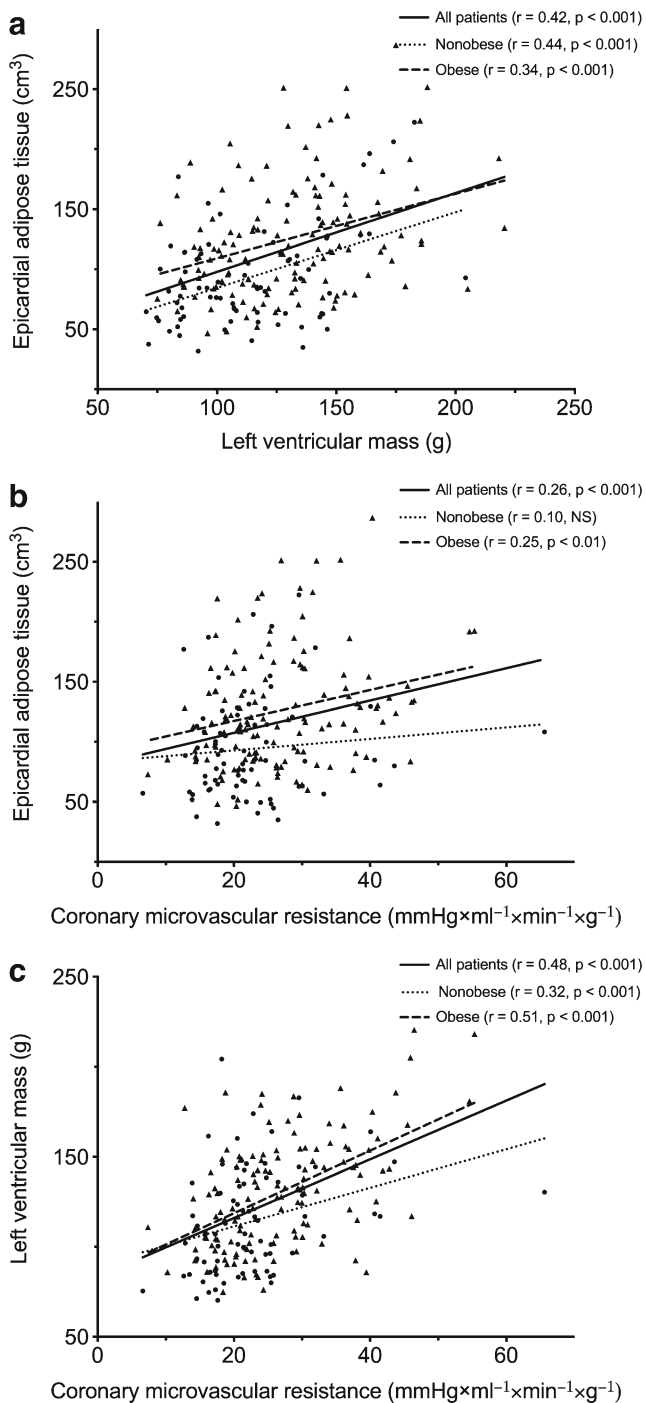 a
All patients (r = 0.42, p < 0.001)
Nonobese (r = 0.44, p < 0.001)
Obese (r = 0.34, p < 0.001)
Epicardial adipose tissue (cm³)
250
150
50
50 100 150 200 250
Left ventricular mass (g)
b
All patients (r = 0.26, p < 0.001)
Nonobese (r = 0.10, NS)
Obese (r = 0.25, p < 0.01)
Epicardial adipose tissue (cm³)
250
150
50
0 20 40 60
Coronary microvascular resistance (mmHg×ml⁻¹×min⁻¹×g⁻¹)
c
All patients (r = 0.48, p < 0.001)
Nonobese (r = 0.32, p < 0.001)
Obese (r = 0.51, p < 0.001)
Left ventricular mass (g)
250
150
50
0 20 40 60
Coronary microvascular resistance (mmHg×ml⁻¹×min⁻¹×g⁻¹)